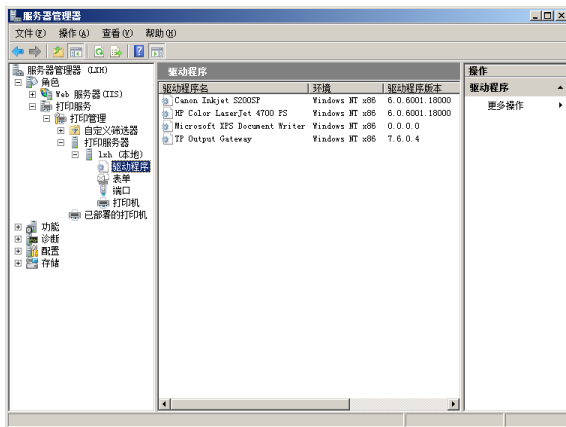 服务器管理器
文件(F) 操作(A) 查看(V) 帮助(H)
服务器管理器 (LXH)
角色
Web 服务器(IIS)
打印服务
打印管理
自定义筛选器
打印服务器
lxh (本地)
驱动程序
表单
端口
打印机
已部署的打印机
功能
诊断
配置
存储
驱动程序
驱动程序名 环境 驱动程序版本
Canon Inkjet S200SP Windows NT x86 6.0.6001.18000
HP Color LaserJet 4700 PS Windows NT x86 6.0.6001.18000
Microsoft XPS Document Writer Windows NT x86 0.0.0.0
TP Output Gateway Windows NT x86 7.6.0.4
操作
驱动程序
更多操作